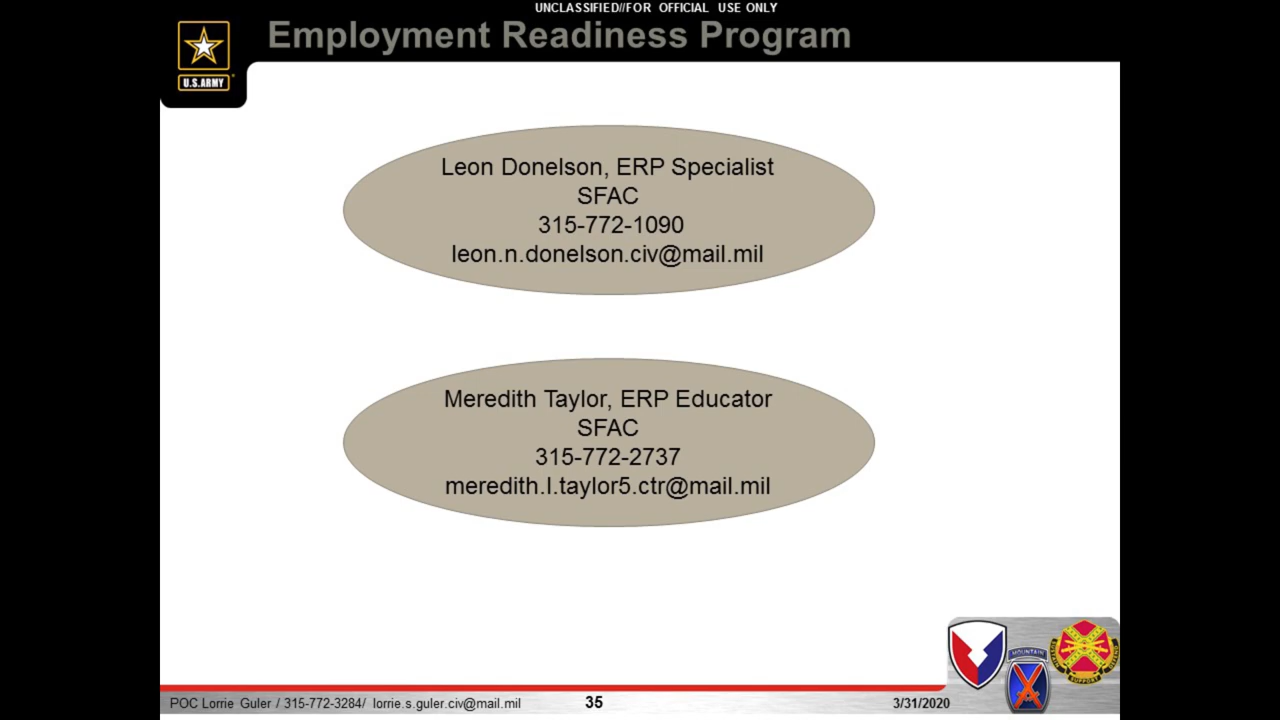 UNCLASSIFIED//FOR OFFICIAL USE ONLY
Employment Readiness Program
U.S.ARMY
Leon Donelson, ERP Specialist
SFAC
315-772-1090
leon.n.donelson.civ@mail.mil
Meredith Taylor, ERP Educator
SFAC
315-772-2737
meredith.l.taylor5.ctr@mail.mil
MOUNTAIN
SUPPORT
DEFEND
POC Lorrie Guler / 315-772-3284/ lorrie.s.guler.civ@mail.mil
35
3/31/2020